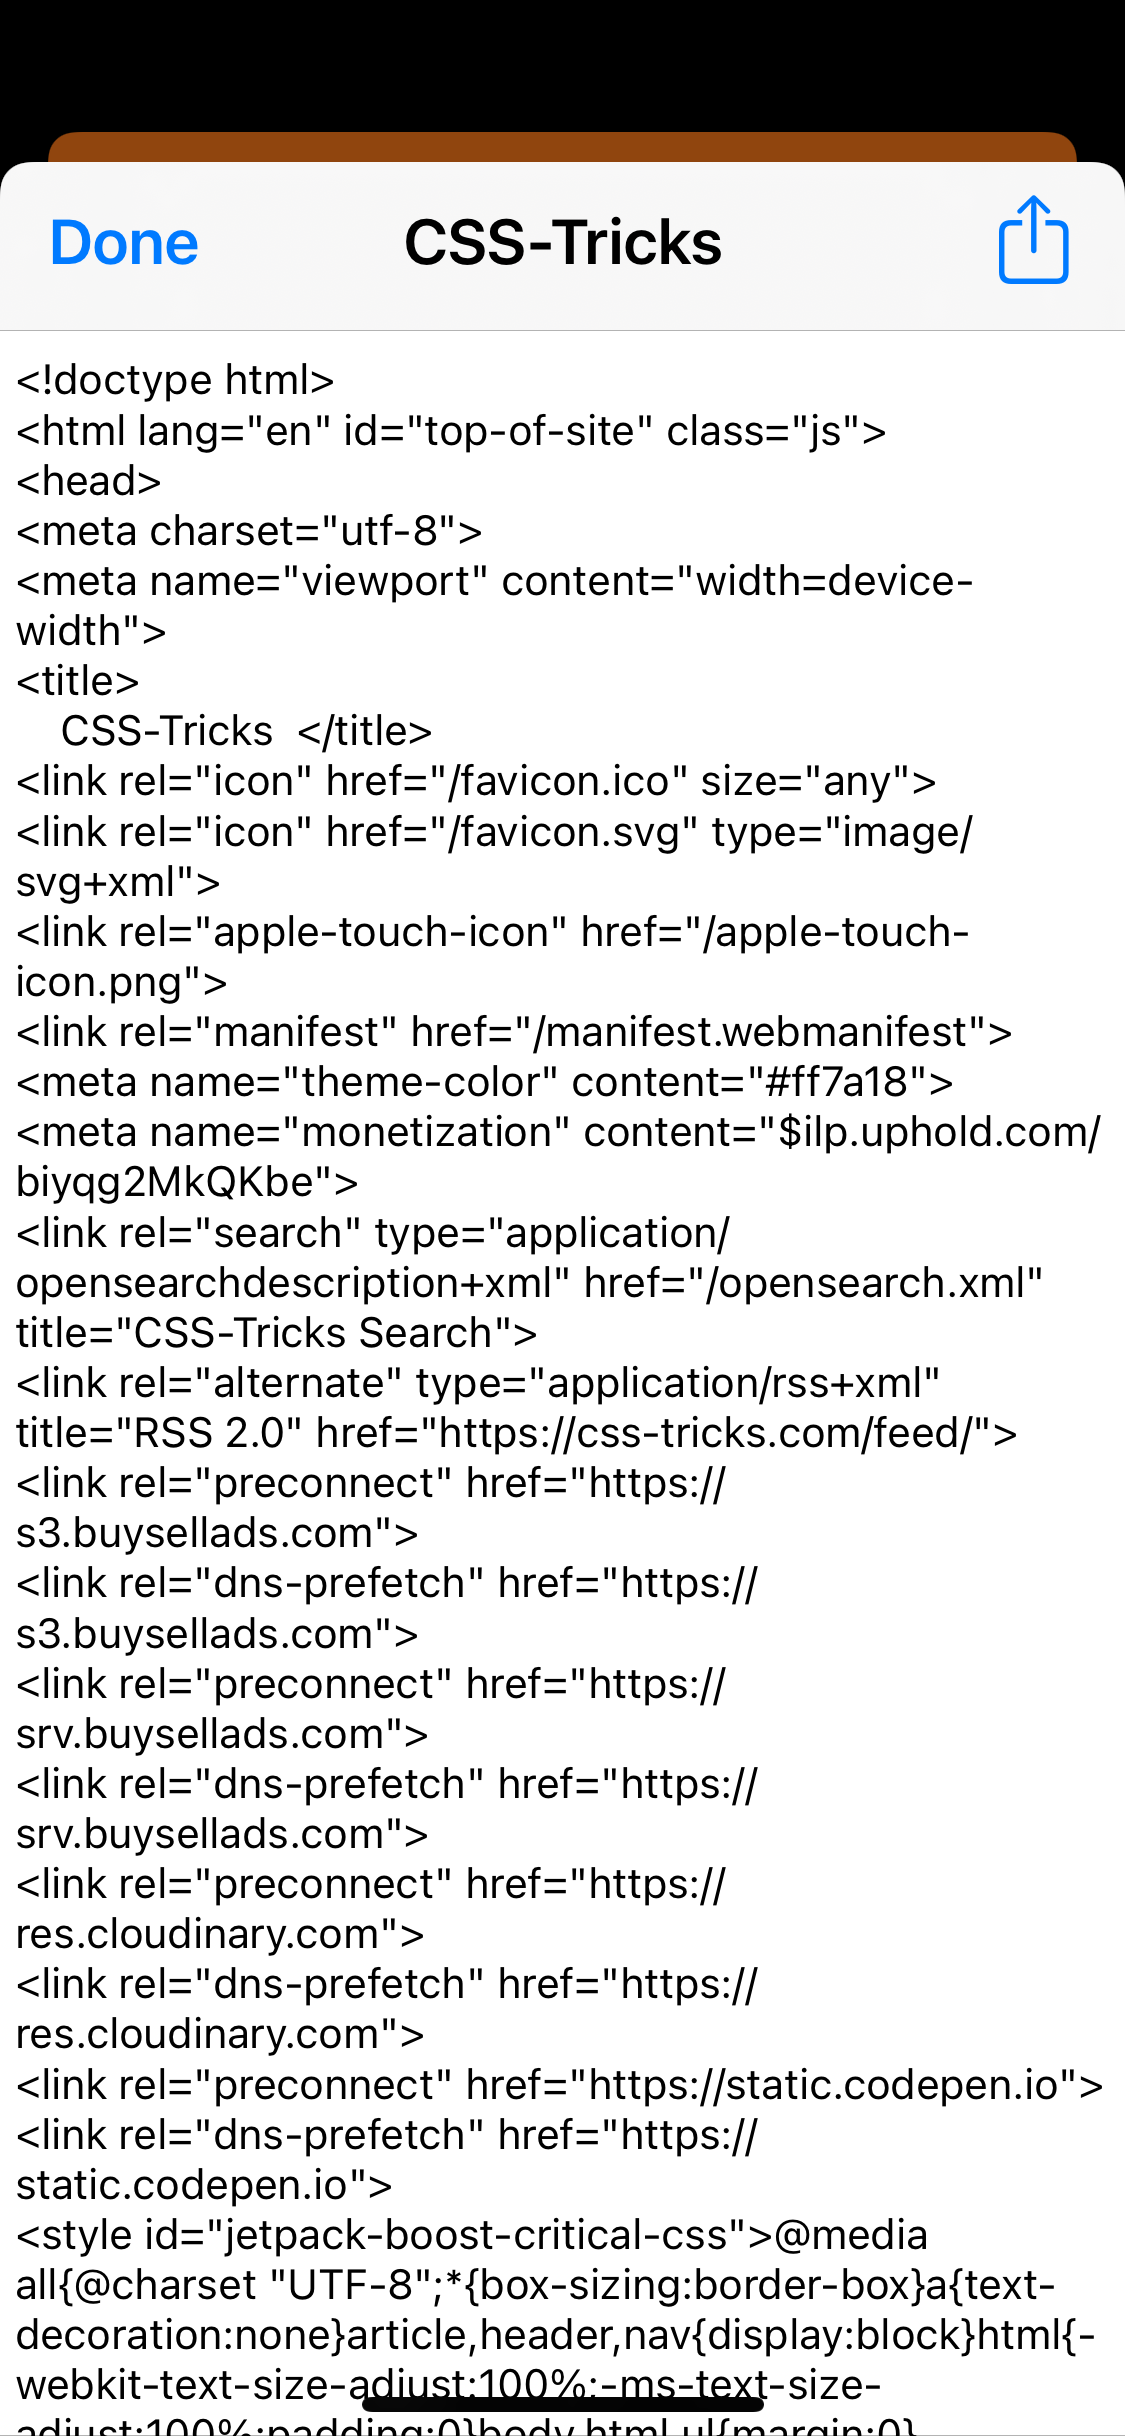 Done
CSS-Tricks
<!doctype html>
<html lang="en" id="top-of-site" class="js">
<head>
<meta charset="utf-8">
<meta name="viewport" content="width=device-
width">
<title>
CSS-Tricks  </title>
<link rel="icon" href="/favicon.ico" size="any">
<link rel="icon" href="/favicon.svg" type="image/
svg+xml">
<link rel="apple-touch-icon" href="/apple-touch-
icon.png">
<link rel="manifest" href="/manifest.webmanifest">
<meta name="theme-color" content="#ff7a18">
<meta name="monetization" content="$ilp.uphold.com/
biyqg2MkQKbe">
<link rel="search" type="application/
opensearchdescription+xml" href="/opensearch.xml"
title="CSS-Tricks Search">
<link rel="alternate" type="application/rss+xml"
title="RSS 2.0" href="https://css-tricks.com/feed/">
<link rel="preconnect" href="https://
s3.buysellads.com">
<link rel="dns-prefetch" href="https://
s3.buysellads.com">
<link rel="preconnect" href="https://
srv.buysellads.com">
<link rel="dns-prefetch" href="https://
srv.buysellads.com">
<link rel="preconnect" href="https://
res.cloudinary.com">
<link rel="dns-prefetch" href="https://
res.cloudinary.com">
<link rel="preconnect" href="https://static.codepen.io">
<link rel="dns-prefetch" href="https://
static.codepen.io">
<style id="jetpack-boost-critical-css">@media
all{@charset "UTF-8";*{box-sizing:border-box}a{text-
decoration:none}article,header,nav{display:block}html{-
webkit-text-size-adjust:100%;-ms-text-size-
adjust:100%;padding:0}body,html,ul{margin:0}